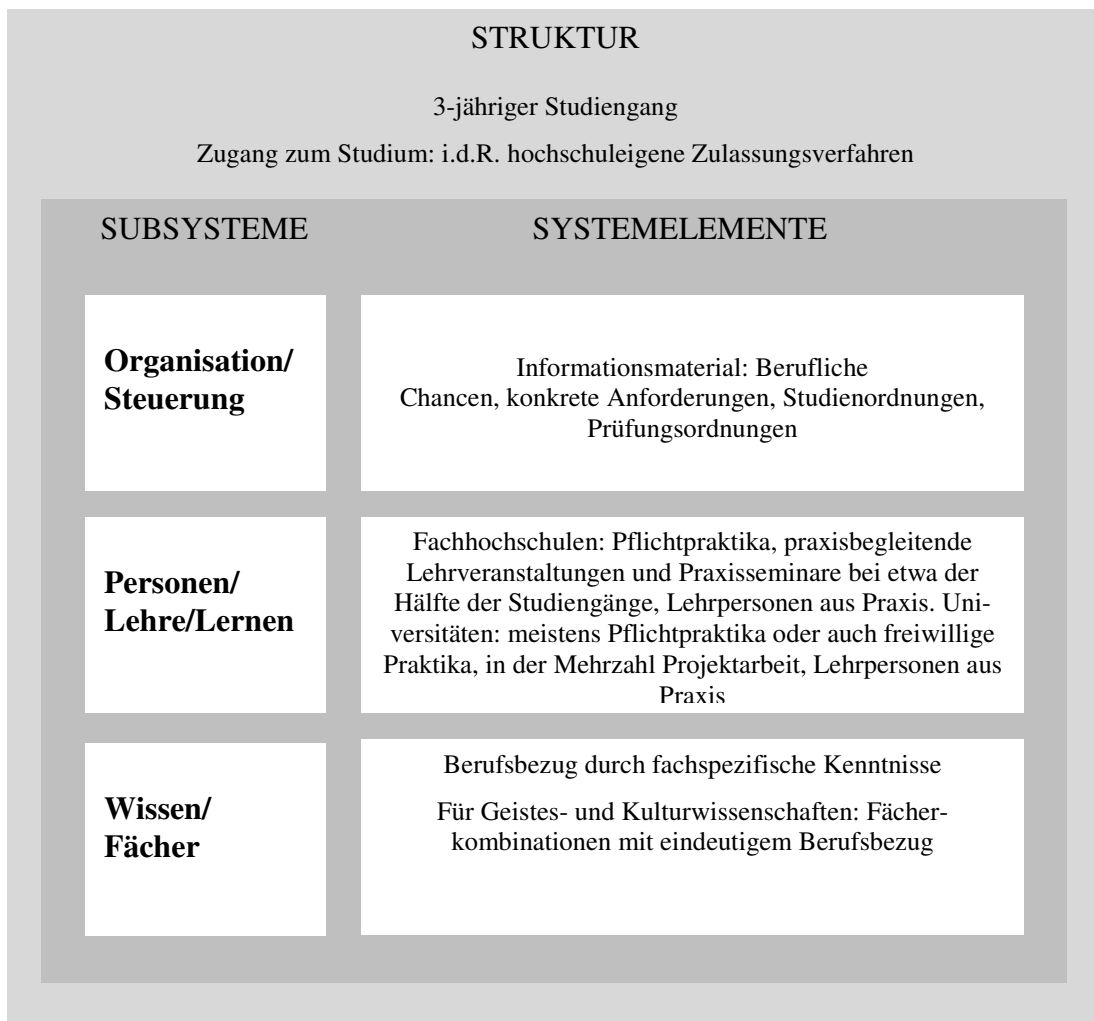 STRUKTUR
3-jähriger Studiengang
Zugang zum Studium: i.d.R. hochschuleigene Zulassungsverfahren
SUBSYSTEME
SYSTEMELEMENTE
Organisation/
Steuerung
Informationsmaterial: Berufliche
Chancen, konkrete Anforderungen, Studienordnungen,
Prüfungsordnungen
Personen/
Lehre/Lernen
Fachhochschulen: Pflichtpraktika, praxisbegleitende
Lehrveranstaltungen und Praxisseminare bei etwa der
Hälfte der Studiengänge, Lehrpersonen aus Praxis. Uni-
versitäten: meistens Pflichtpraktika oder auch freiwillige
Praktika, in der Mehrzahl Projektarbeit, Lehrpersonen aus
Praxis
Wissen/
Fächer
Berufsbezug durch fachspezifische Kenntnisse
Für Geistes- und Kulturwissenschaften: Fächer-
kombinationen mit eindeutigem Berufsbezug